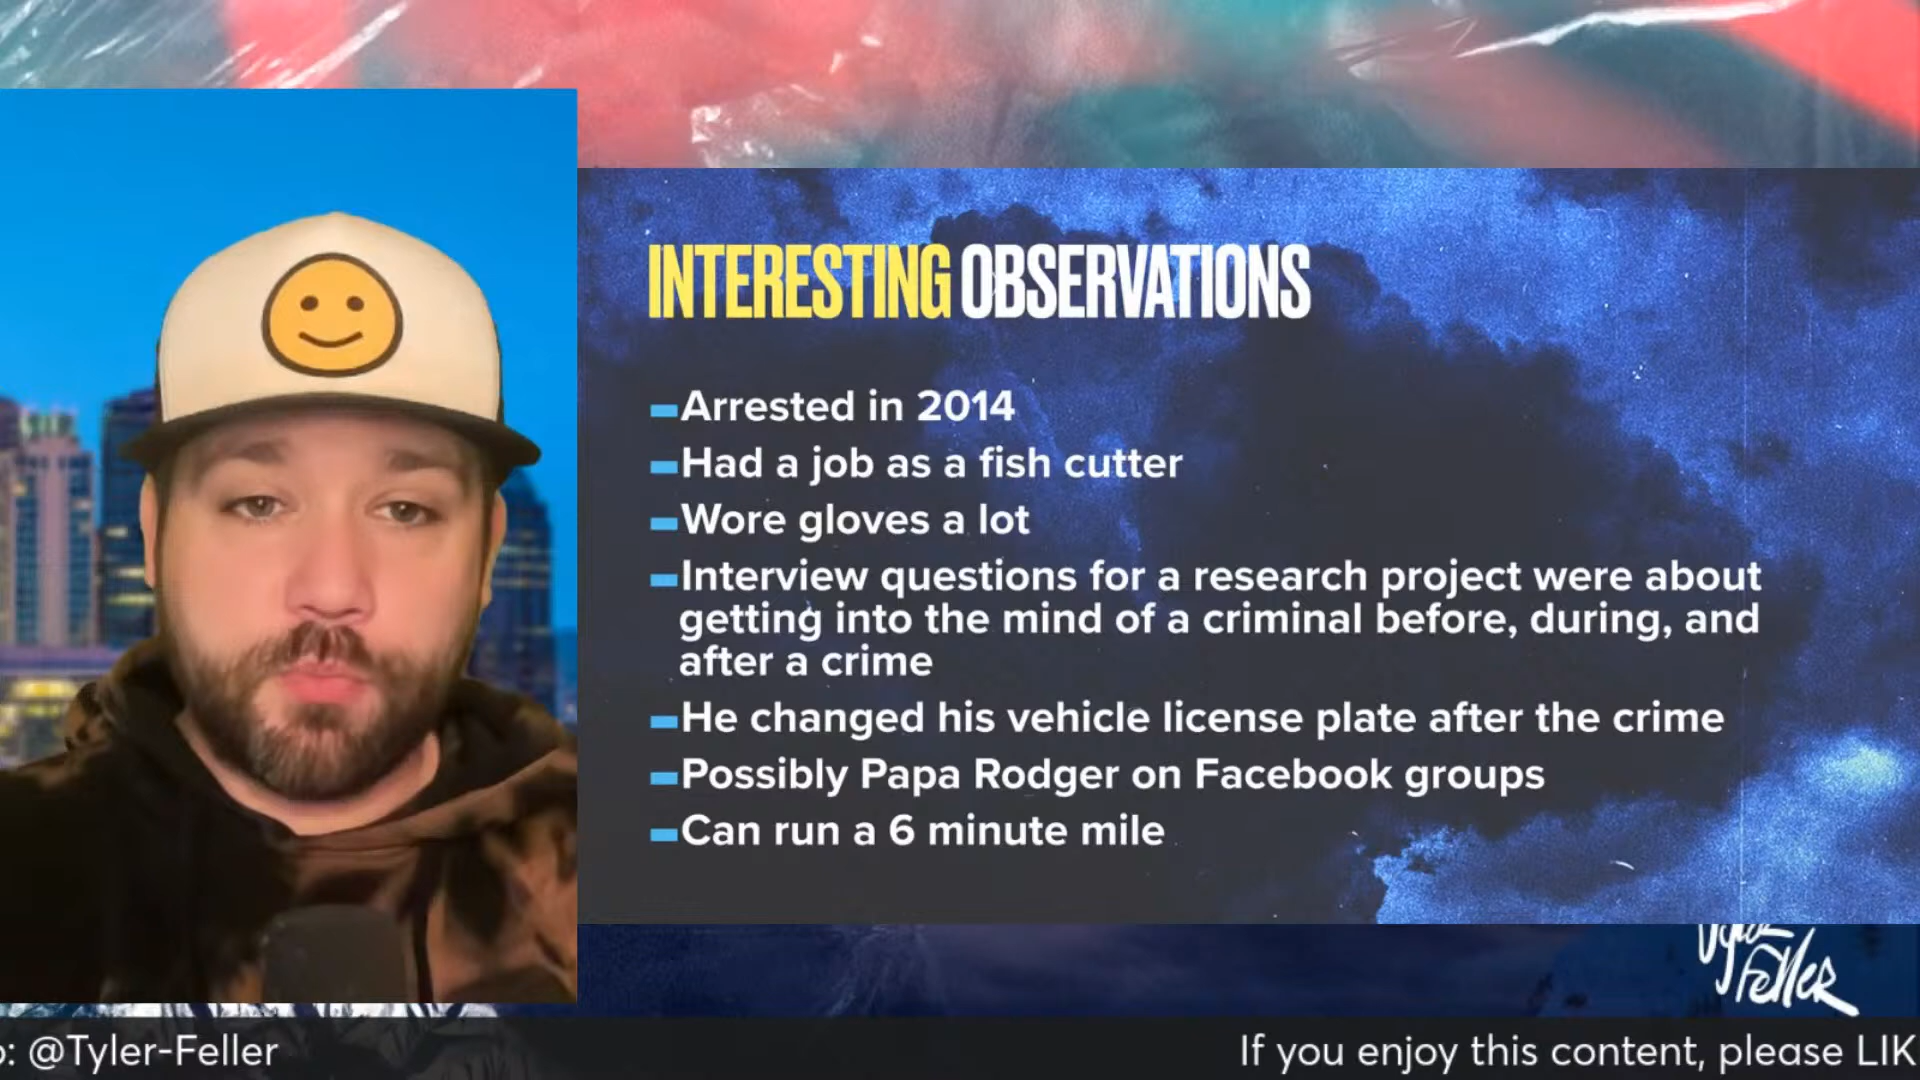 INTERESTING OBSERVATIONS
Arrested in 2014
Had a job as a fish cutter
Wore gloves a lot
Interview questions for a research project were about
getting into the mind of a criminal before, during, and
after a crime
He changed his vehicle license plate after the crime
Possibly Papa Rodger on Facebook groups
Can run a 6 minute mile
Tyler
Feller
: @Tyler-Feller
If you enjoy this content, please LIK